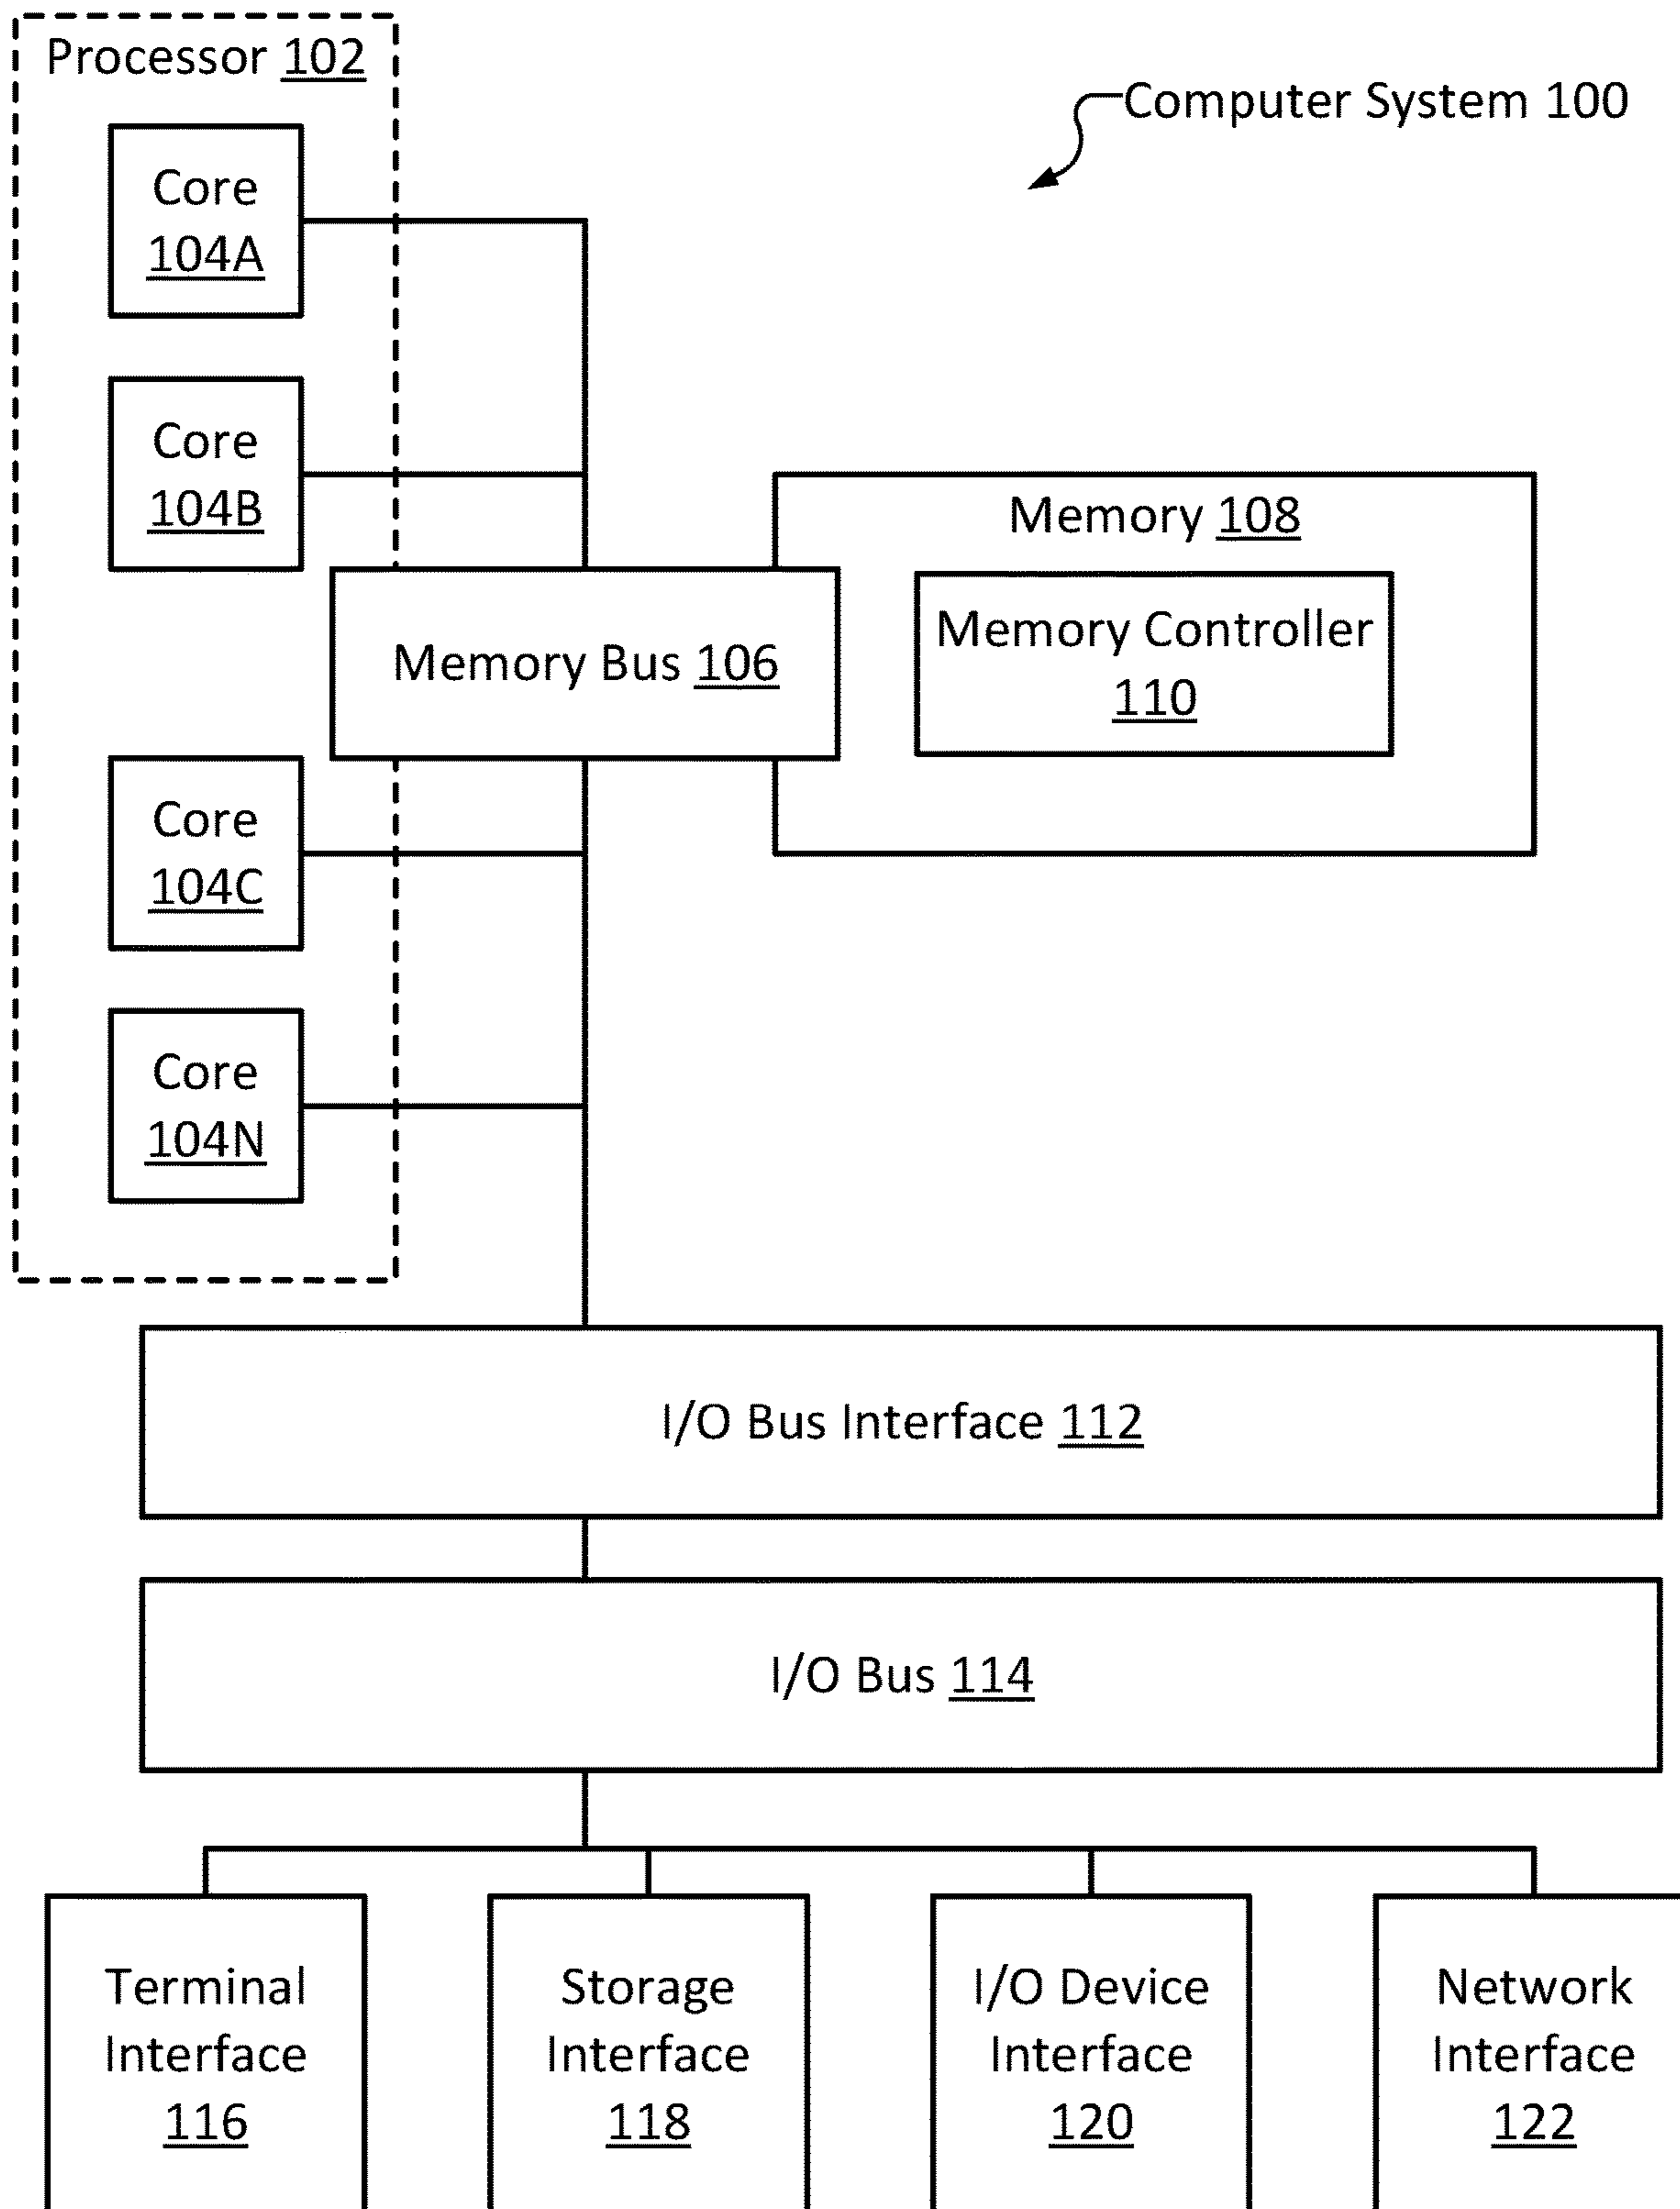 Processor 102
Computer System 100
Core
104A
Core
104B
Memory 108
Memory Controller
110
Memory Bus 106
Core
104C
Core
104N
I/O Bus Interface 112
I/O Bus 114
Terminal
Interface
116
Storage
Interface
118
I/O Device
Interface
120
Network
Interface
122